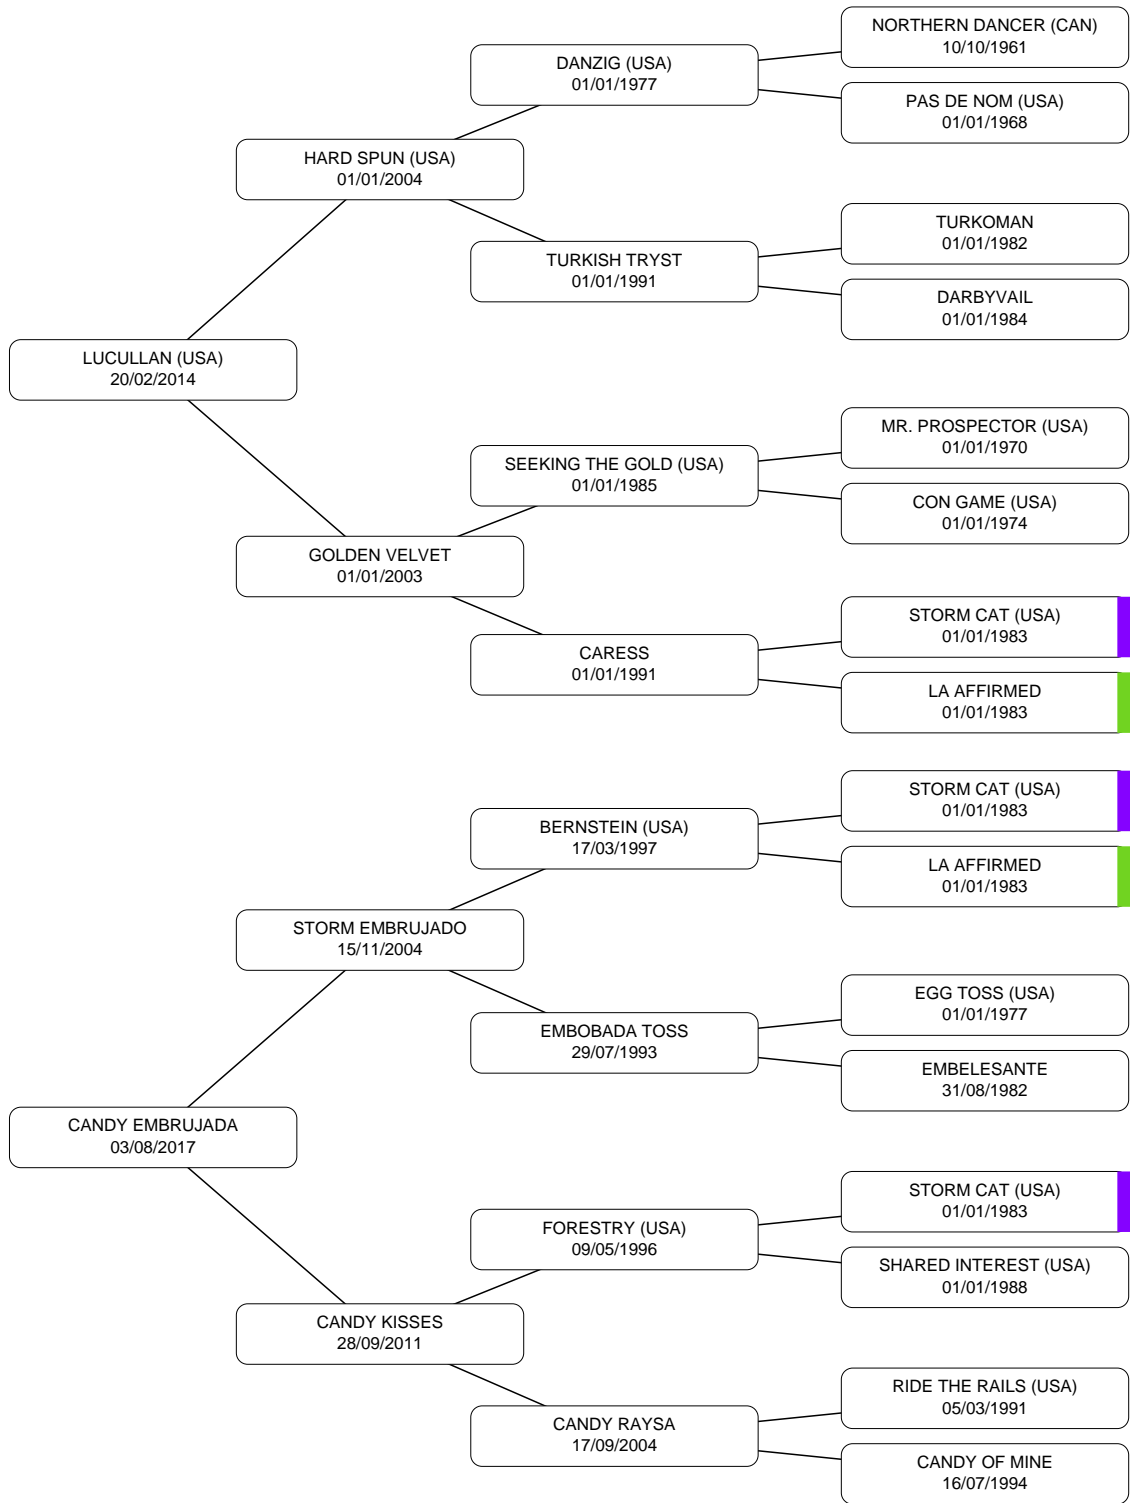 NORTHERN DANCER (CAN)
10/10/1961
DANZIG (USA)
01/01/1977
PAS DE NOM (USA)
01/01/1968
HARD SPUN (USA)
01/01/2004
TURKOMAN
01/01/1982
TURKISH TRYST
01/01/1991
DARBYVAIL
01/01/1984
LUCULLAN (USA)
20/02/2014
MR. PROSPECTOR (USA)
01/01/1970
SEEKING THE GOLD (USA)
01/01/1985
CON GAME (USA)
01/01/1974
GOLDEN VELVET
01/01/2003
STORM CAT (USA)
01/01/1983
CARESS
01/01/1991
LA AFFIRMED
01/01/1983
STORM CAT (USA)
01/01/1983
BERNSTEIN (USA)
17/03/1997
LA AFFIRMED
01/01/1983
STORM EMBRUJADO
15/11/2004
EGG TOSS (USA)
01/01/1977
EMBOBADA TOSS
29/07/1993
EMBELESANTE
31/08/1982
CANDY EMBRUJADA
03/08/2017
STORM CAT (USA)
01/01/1983
FORESTRY (USA)
09/05/1996
SHARED INTEREST (USA)
01/01/1988
CANDY KISSES
28/09/2011
RIDE THE RAILS (USA)
05/03/1991
CANDY RAYSA
17/09/2004
CANDY OF MINE
16/07/1994